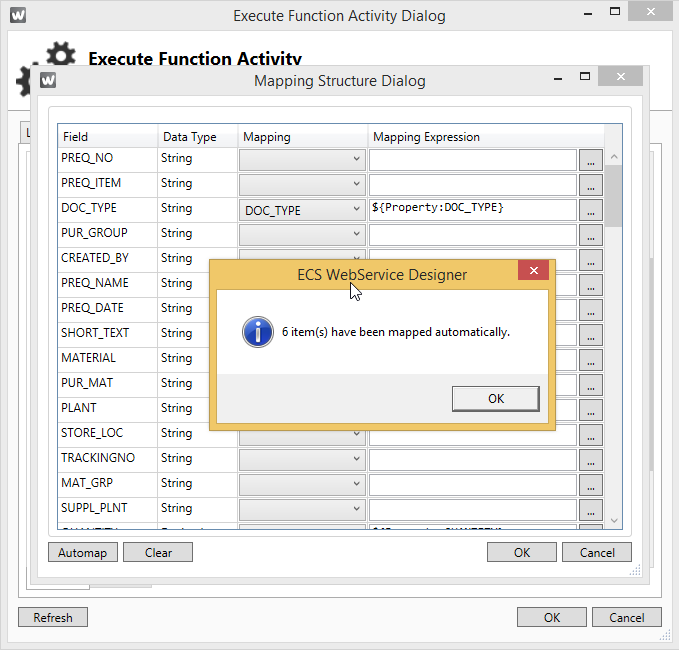 Execute Function Activity Dialog
Execute Function Activity
Mapping Structure Dialog
Field Data Type Mapping Mapping Expression
PREQ_NO String ...
PREQ_ITEM String ...
DOC_TYPE String DOC_TYPE ${Property:DOC_TYPE} ...
PUR_GROUP String ...
CREATED_BY String ...
PREQ_NAME String ...
PREQ_DATE String ...
SHORT_TEXT String ...
MATERIAL String ...
PUR_MAT String ...
PLANT String ...
STORE_LOC String ...
TRACKINGNO String ...
MAT_GRP String ...
SUPPL_PLNT String ...
ECS WebService Designer
6 item(s) have been mapped automatically.
OK
Automap Clear OK Cancel
Refresh OK Cancel